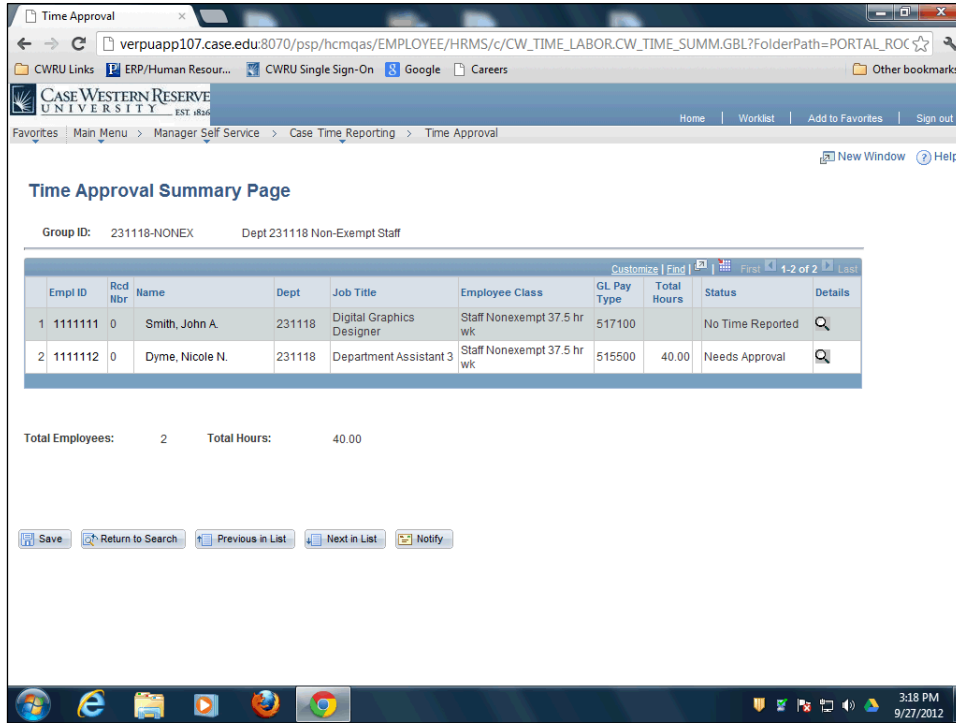 Time Approval
verpuapp107.case.edu:8070/psp/hcmqas/EMPLOYEE/HRMS/c/CW_TIME_LABOR.CW_TIME_SUMM.GBL?FolderPath=PORTAL_ROO
CWRU Links ERP/Human Resour... CWRU Single Sign-On Google Careers Other bookmarks
CASE WESTERN RESERVE
UNIVERSITY EST. 1826
Home | Worklist | Add to Favorites | Sign out
Favorites Main Menu > Manager Self Service > Case Time Reporting > Time Approval
New Window Help
Time Approval Summary Page
Group ID: 231118-NONEX Dept 231118 Non-Exempt Staff
Customize | Find | First 1-2 of 2 Last
Empl ID Rcd Nbr Name Dept Job Title Employee Class GL Pay Type Total Hours Status Details
1 1111111 0 Smith, John A. 231118 Digital Graphics Designer Staff Nonexempt 37.5 hr wk 517100 No Time Reported
2 1111112 0 Dyme, Nicole N. 231118 Department Assistant 3 Staff Nonexempt 37.5 hr wk 515500 40.00 Needs Approval
Total Employees: 2 Total Hours: 40.00
Save Return to Search Previous in List Next in List Notify
3:18 PM
9/27/2012